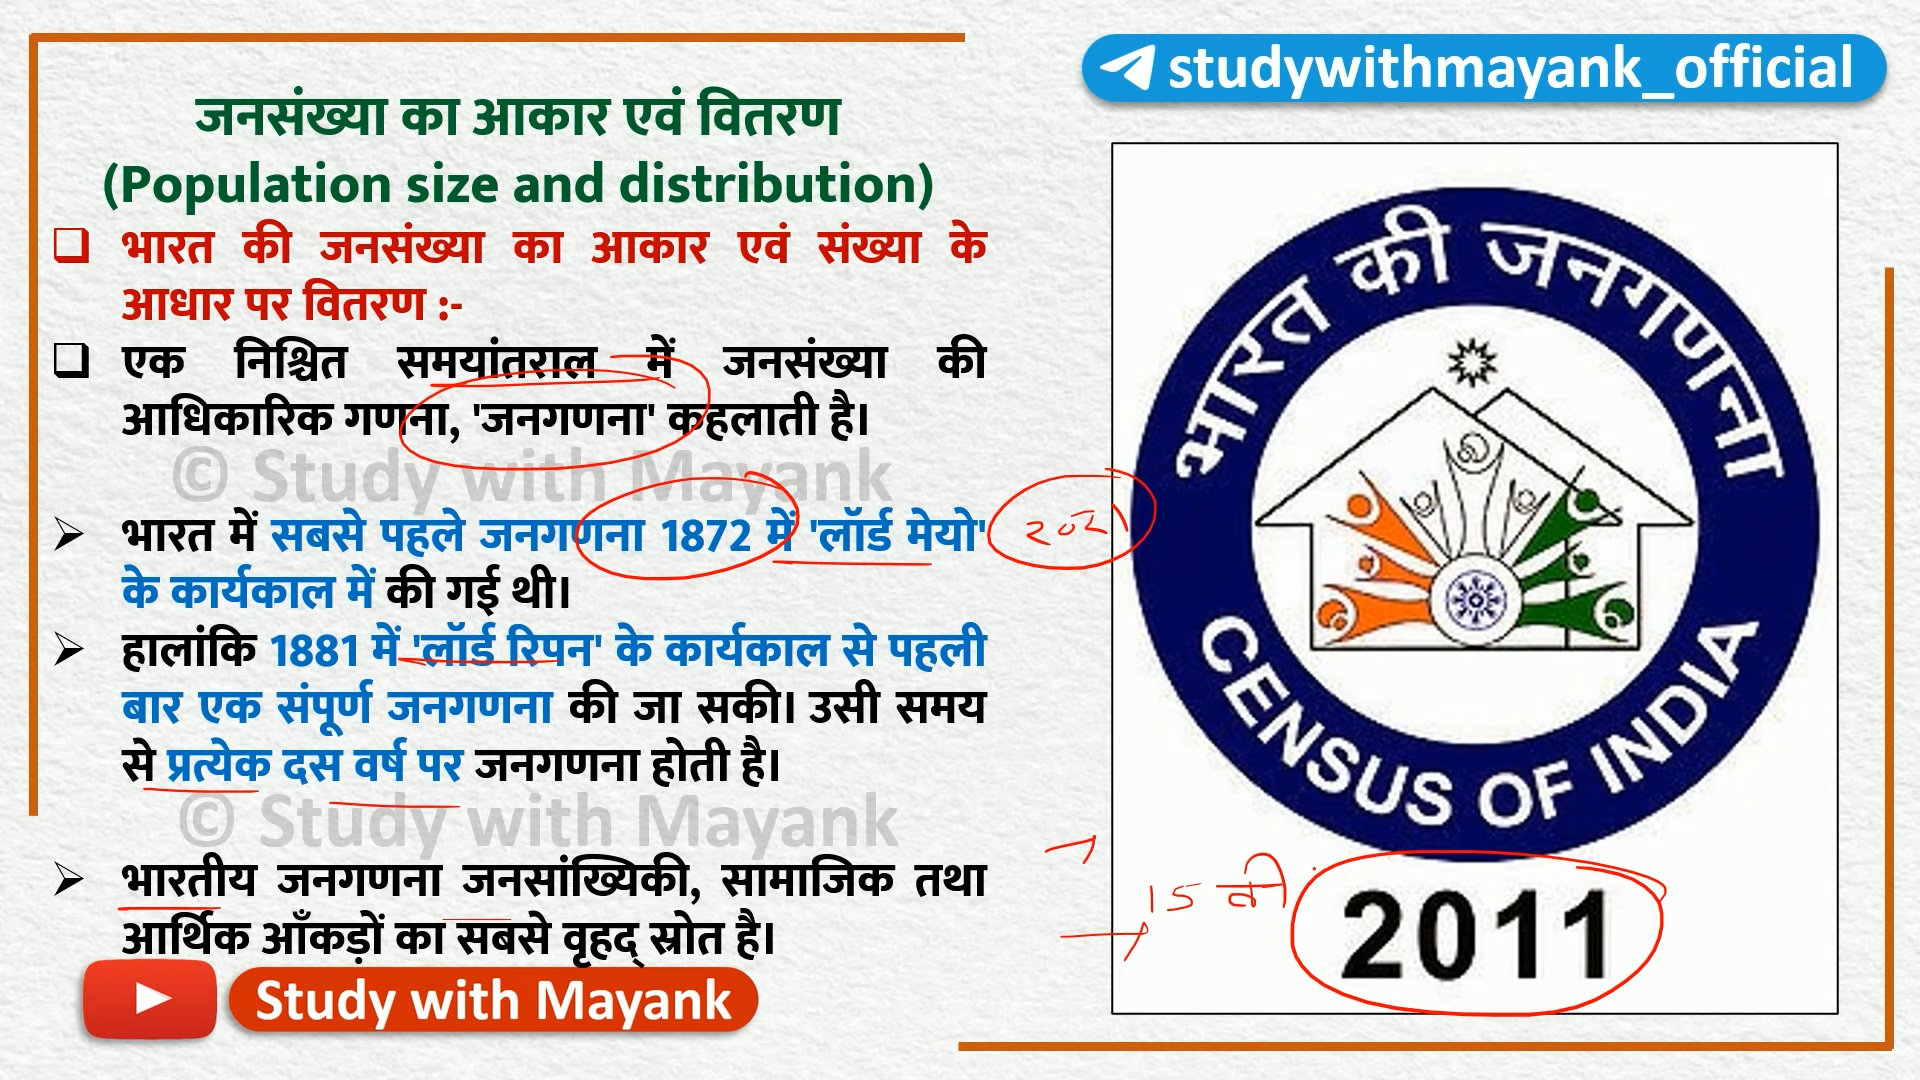 studywithmayank_official
जनसंख्या का आकार एवं वितरण
(Population size and distribution)
भारत की जनसंख्या का आकार एवं संख्या के
आधार पर वितरण :-
एक निश्चित समयांतराल में जनसंख्या की
आधिकारिक गणना, 'जनगणना' कहलाती है।
© Study with Mayank
भारत में सबसे पहले जनगणना 1872 में 'लॉर्ड मेयो'
के कार्यकाल में की गई थी।
हालांकि 1881 में 'लॉर्ड रिपन' के कार्यकाल से पहली
बार एक संपूर्ण जनगणना की जा सकी। उसी समय
से प्रत्येक दस वर्ष पर जनगणना होती है।
© Study with Mayank
भारतीय जनगणना जनसांख्यिकी, सामाजिक तथा
आर्थिक आँकड़ों का सबसे वृहद् स्रोत है।
Study with Mayank
2021
भारत की जनगणना
CENSUS OF INDIA
15 वी
2011